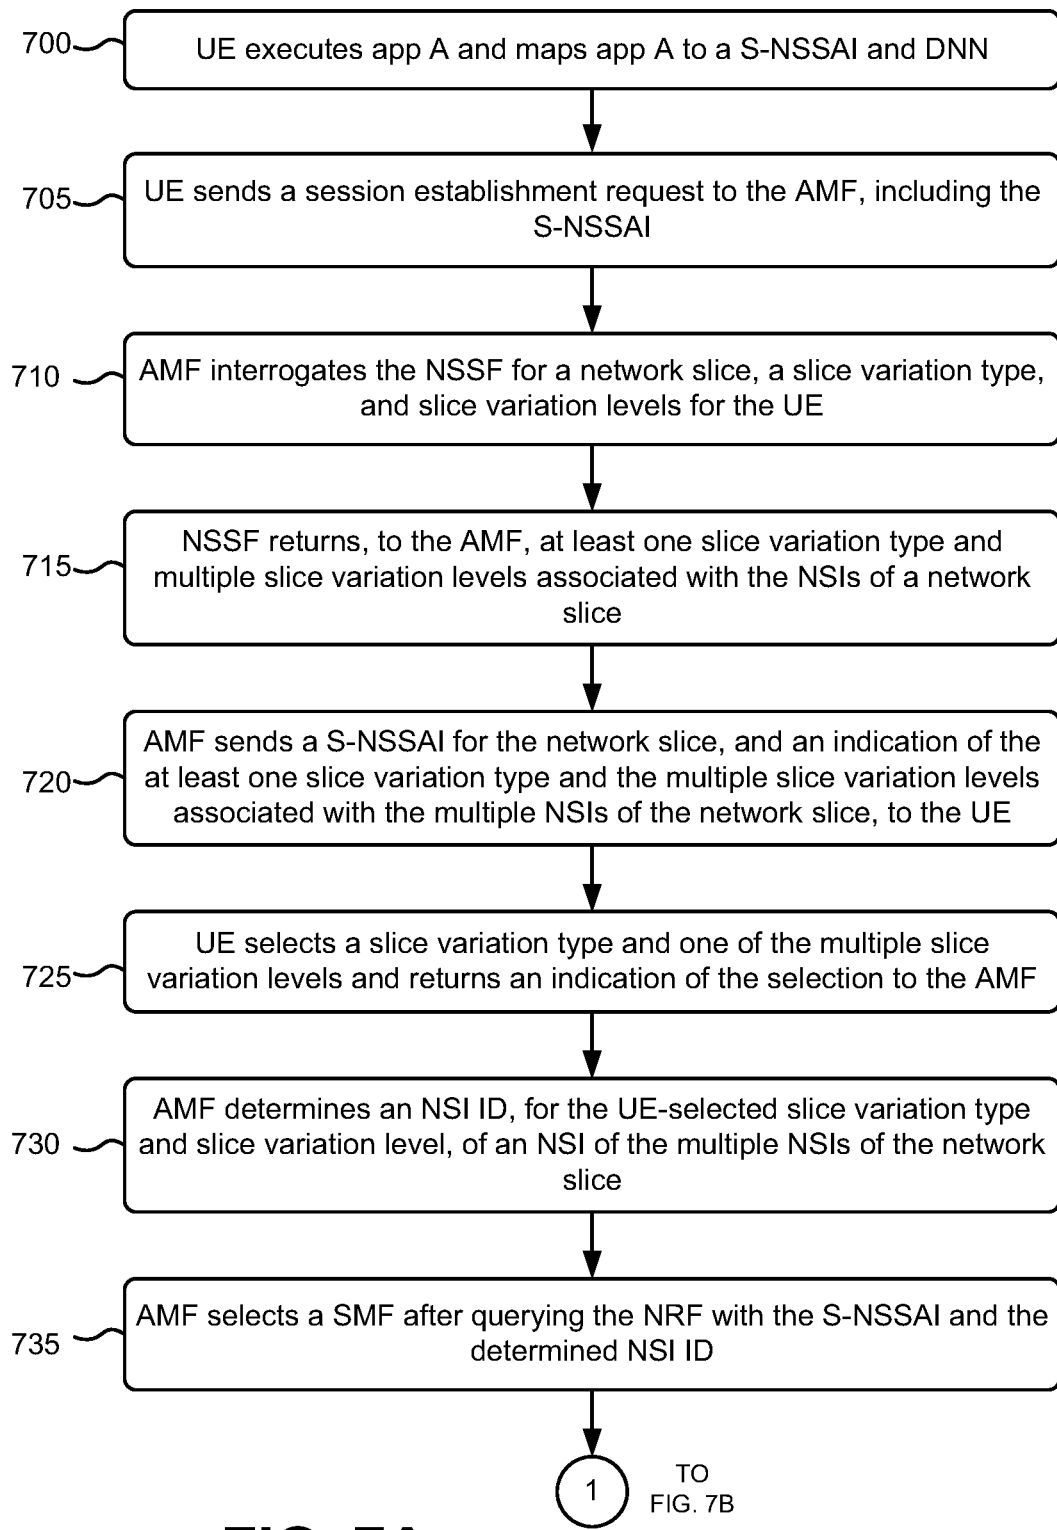 700
UE executes app A and maps app A to a S-NSSAI and DNN
705
UE sends a session establishment request to the AMF, including the
S-NSSAI
710
AMF interrogates the NSSF for a network slice, a slice variation type,
and slice variation levels for the UE
715
NSSF returns, to the AMF, at least one slice variation type and
multiple slice variation levels associated with the NSIs of a network
slice
720
AMF sends a S-NSSAI for the network slice, and an indication of the
at least one slice variation type and the multiple slice variation levels
associated with the multiple NSIs of the network slice, to the UE
725
UE selects a slice variation type and one of the multiple slice
variation levels and returns an indication of the selection to the AMF
730
AMF determines an NSI ID, for the UE-selected slice variation type
and slice variation level, of an NSI of the multiple NSIs of the network
slice
735
AMF selects a SMF after querying the NRF with the S-NSSAI and the
determined NSI ID
1
TO
FIG. 7B
FIG. 7A